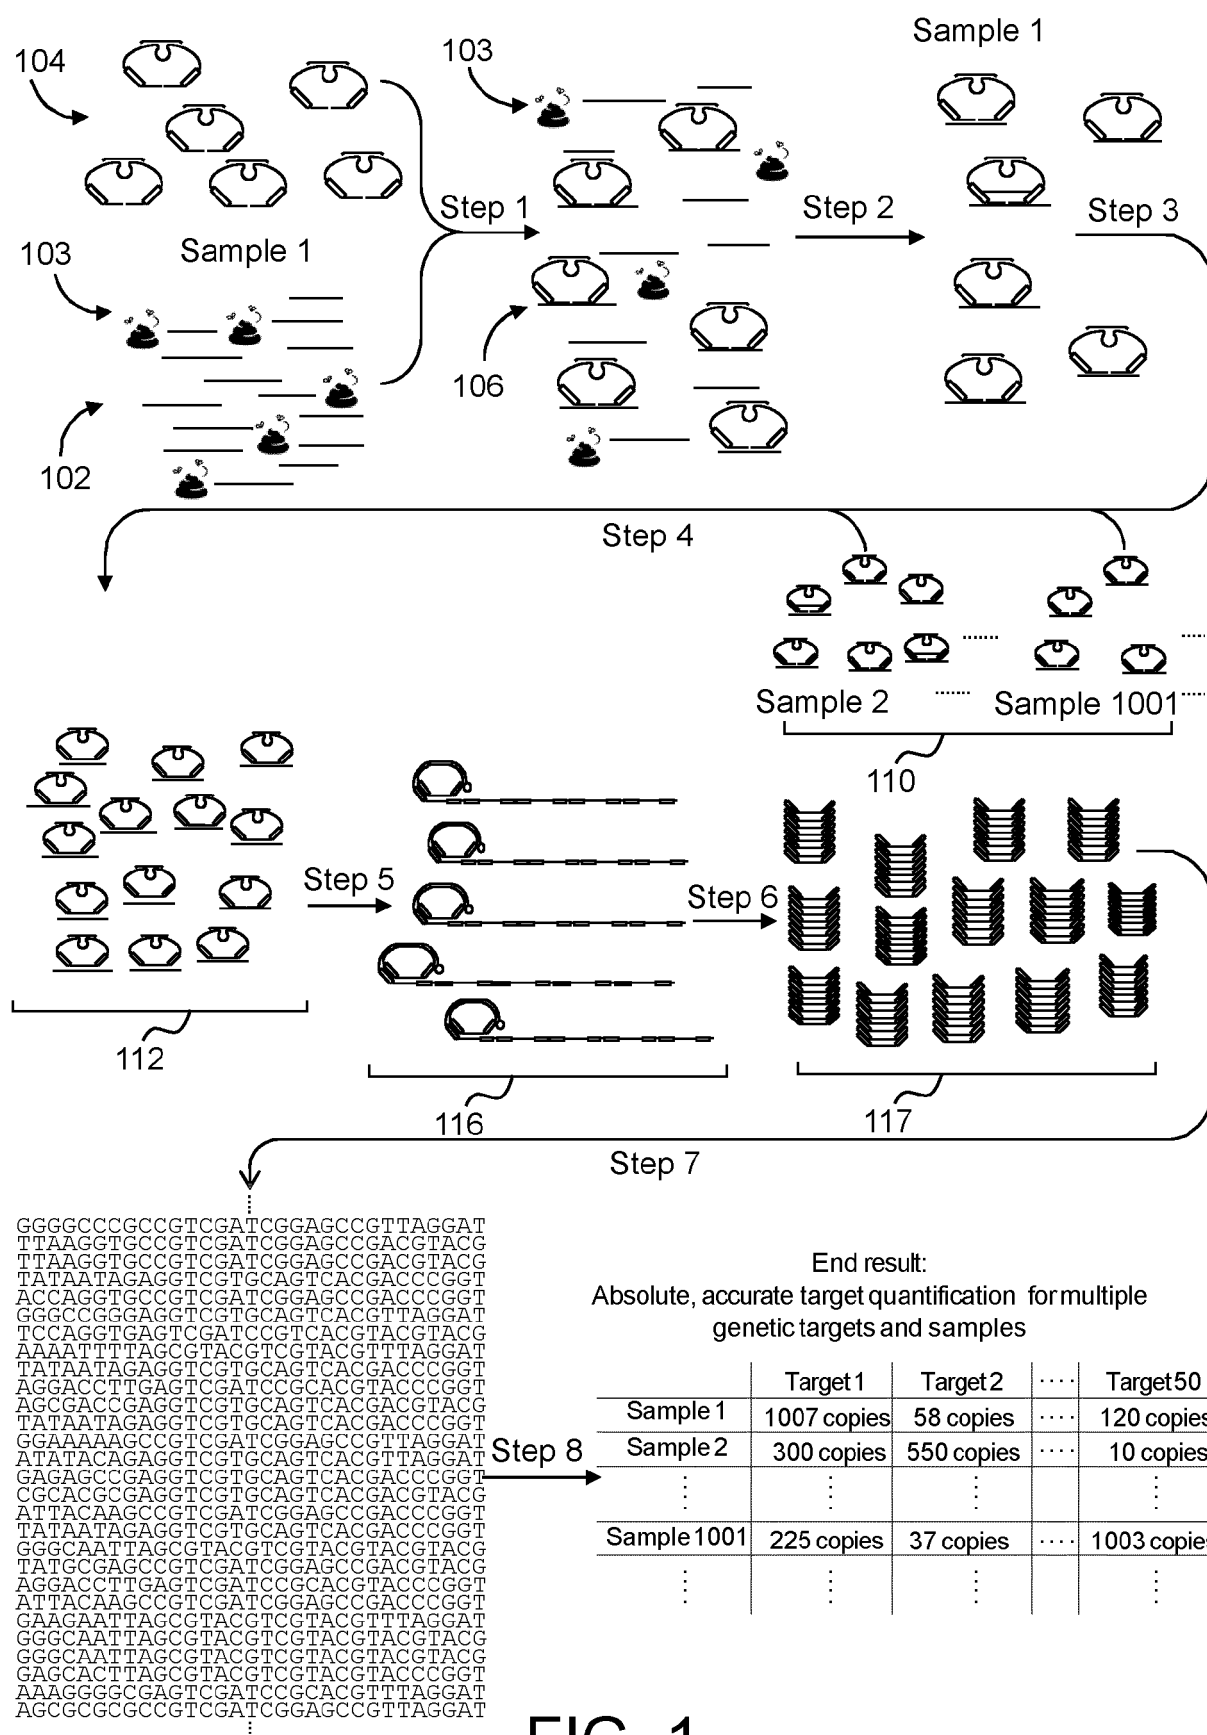 104
103
Sample 1
Step 1
Step 2
Step 3
Sample 1
103
106
102
Step 4
Sample 2
Sample 1001
110
Step 5
Step 6
112
116
117
Step 7
GGGGCCCGCCGTCGATCGGAGCCGTTAGGAT
TTAAGGTGCCGTCGATCGGAGCCGACGTACG
TTAAGGTGCCGTCGATCGGAGCCGACGTACG
TATAATAGAGGTCGTGCAGTCACGACCCGGT
ACCAGGTGCCGTCGATCGGAGCCGACCCGGT
GGGCCGGGAGGTCGTGCAGTCACGTTAGGAT
TCCAGGTGAGTCGATCCGTCACGTACGTACG
AAAATTTTAGCGTACGTCGTACGTTTAGGAT
TATAATAGAGGTCGTGCAGTCACGACCCGGT
AGGACCTTGAGTCGATCCGCACGTACCCGGT
AGCGACCGAGGTCGTGCAGTCACGACGTACG
TATAATAGAGGTCGTGCAGTCACGACCCGGT
GGAAAAAGCCGTCGATCGGAGCCGTTAGGAT
ATATACAGAGGTCGTGCAGTCACGTTAGGAT
GAGAGCCGAGGTCGTGCAGTCACGACCCGGT
CGCACGCGAGGTCGTGCAGTCACGACGTACG
ATTACAAGCCGTCGATCGGAGCCGACCCGGT
TATAATAGAGGTCGTGCAGTCACGACCCGGT
GGGCAATTAGCGTACGTCGTACGTACGTACG
TATGCGAGCCGTCGATCGGAGCCGACGTACG
AGGACCTTGAGTCGATCCGCACGTACCCGGT
ATTACAAGCCGTCGATCGGAGCCGACCCGGT
GAAGAATTAGCGTACGTCGTACGTTTAGGAT
GGGCAATTAGCGTACGTCGTACGTACGTACG
GGGCAATTAGCGTACGTCGTACGTACGTACG
GAGCACTTAGCGTACGTCGTACGTACCCGGT
AAAGGGGCGAGTCGATCCGCACGTTTAGGAT
AGCGCGCGCCGTCGATCGGAGCCGTTAGGAT
Step 8
End result:
Absolute, accurate target quantification for multiple
genetic targets and samples
Target 1 Target 2 .... Target 50
Sample 1 1007 copies 58 copies .... 120 copies
Sample 2 300 copies 550 copies .... 10 copies
Sample 1001 225 copies 37 copies .... 1003 copies
FIG. 1